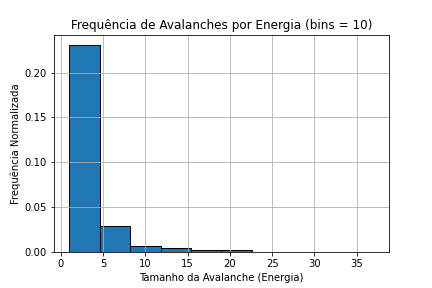 Frequência de Avalanches por Energia (bins = 10)
Frequência Normalizada
0.20
0.15
0.10
0.05
0.00
0 5 10 15 20 25 30 35
Tamanho da Avalanche (Energia)